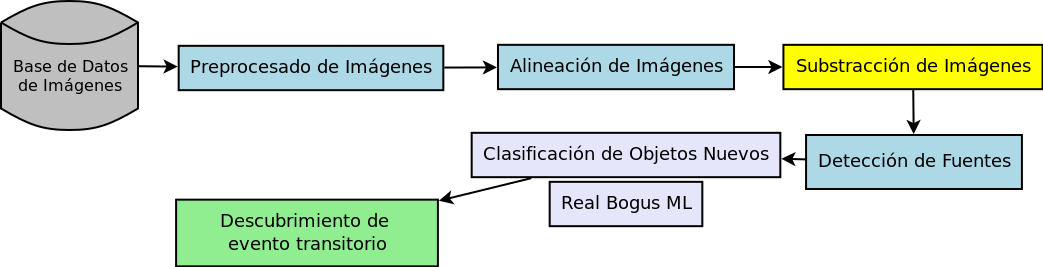 Base de Datos
de Imágenes
Preprocesado de Imágenes
Alineación de Imágenes
Substracción de Imágenes
Detección de Fuentes
Clasificación de Objetos Nuevos
Real Bogus ML
Descubrimiento de
evento transitorio